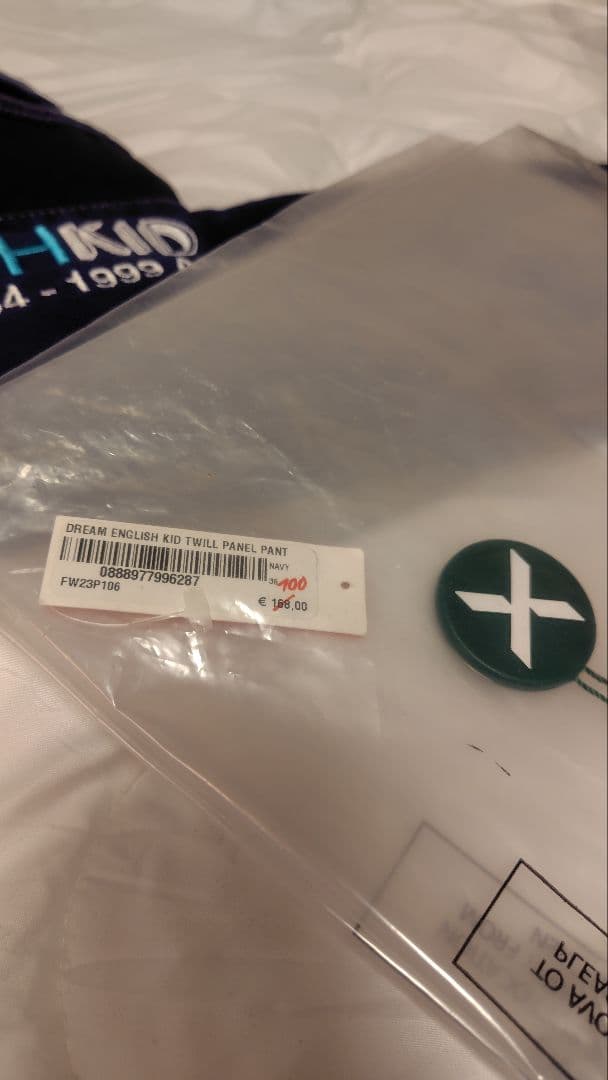 HKID
4 - 1999 A
DREAM ENGLISH KID TWILL PANEL PANT
NAVY
0888977996287
36
100
FW23P106
€ 168,00
PLEA
TO AVO